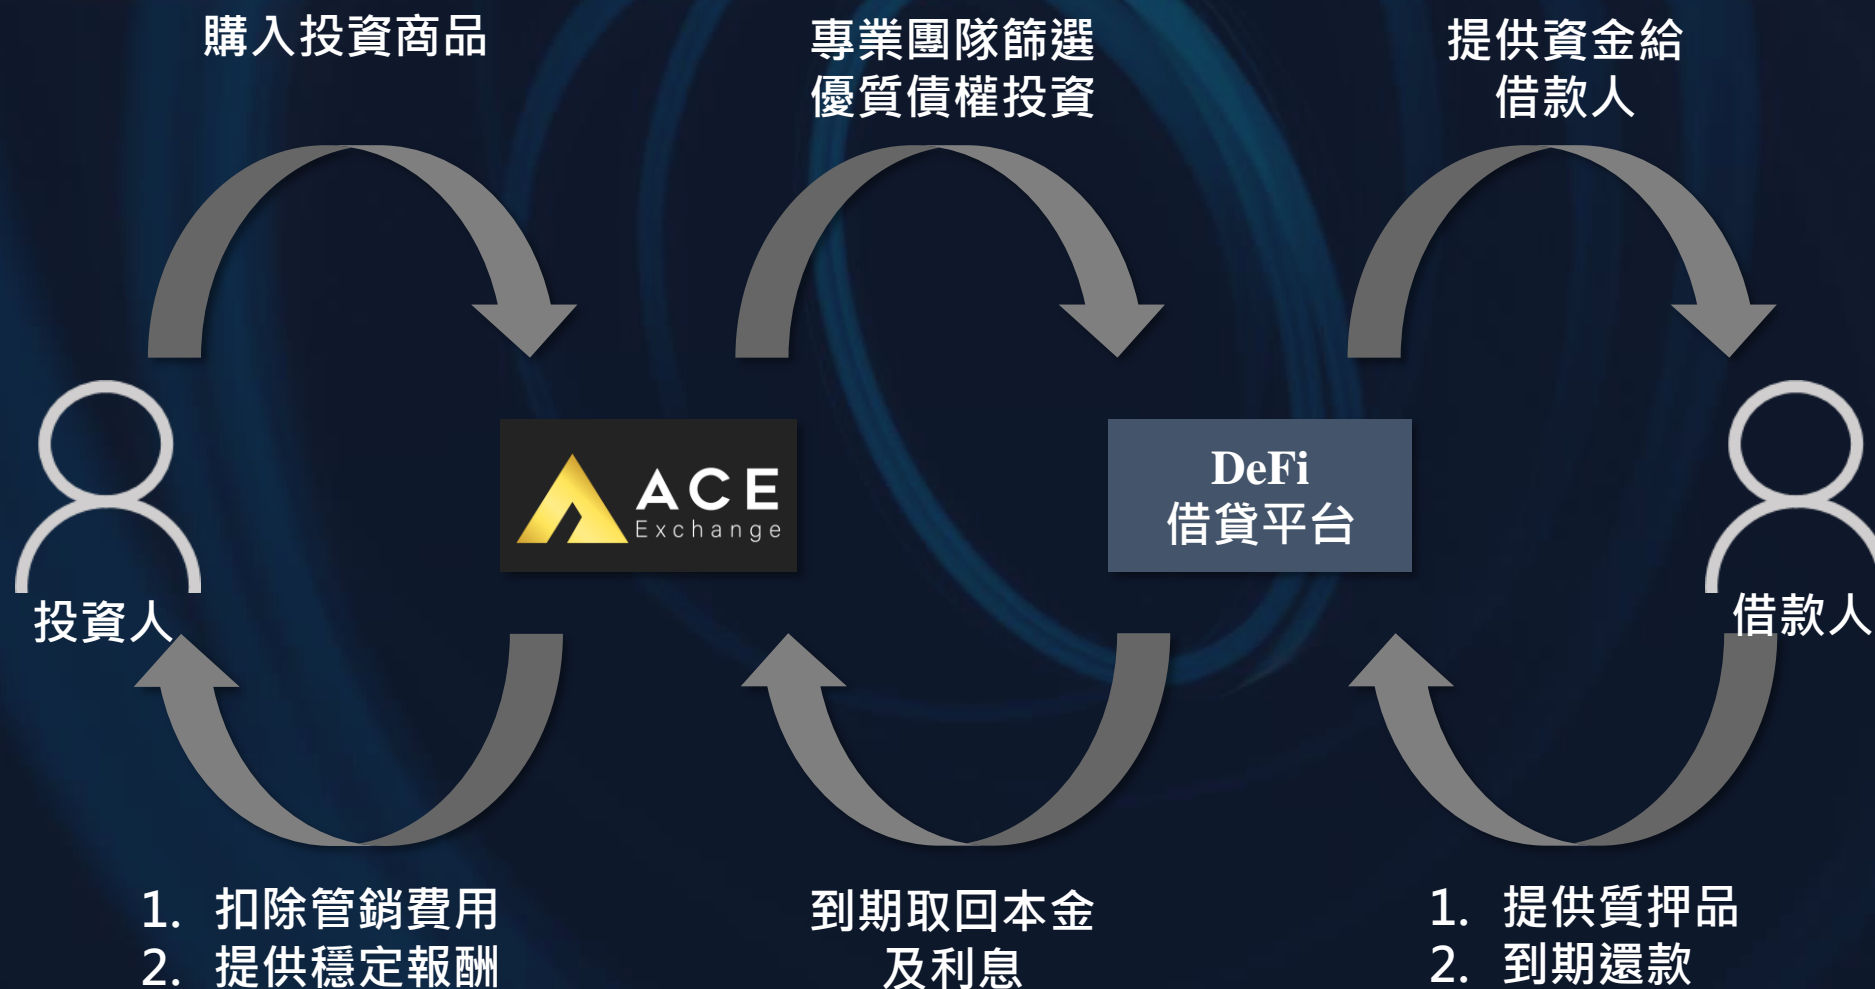 購入投資商品
專業團隊篩選
優質債權投資
提供資金給
借款人
ACE
Exchange
DeFi
借貸平台
投資人
借款人
1. 扣除管銷費用
2. 提供穩定報酬
到期取回本金
及利息
1. 提供質押品
2. 到期還款